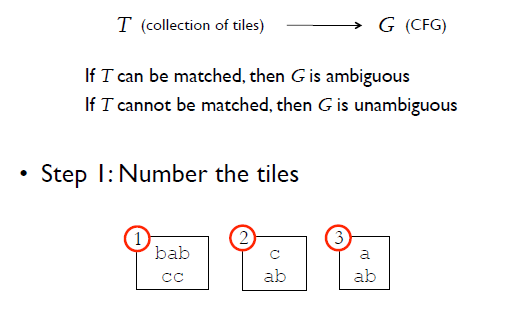 T (collection of tiles) ⟶ G (CFG)
If T can be matched, then G is ambiguous
If T cannot be matched, then G is unambiguous
• Step 1: Number the tiles
1 2 3
bab c a
cc ab ab